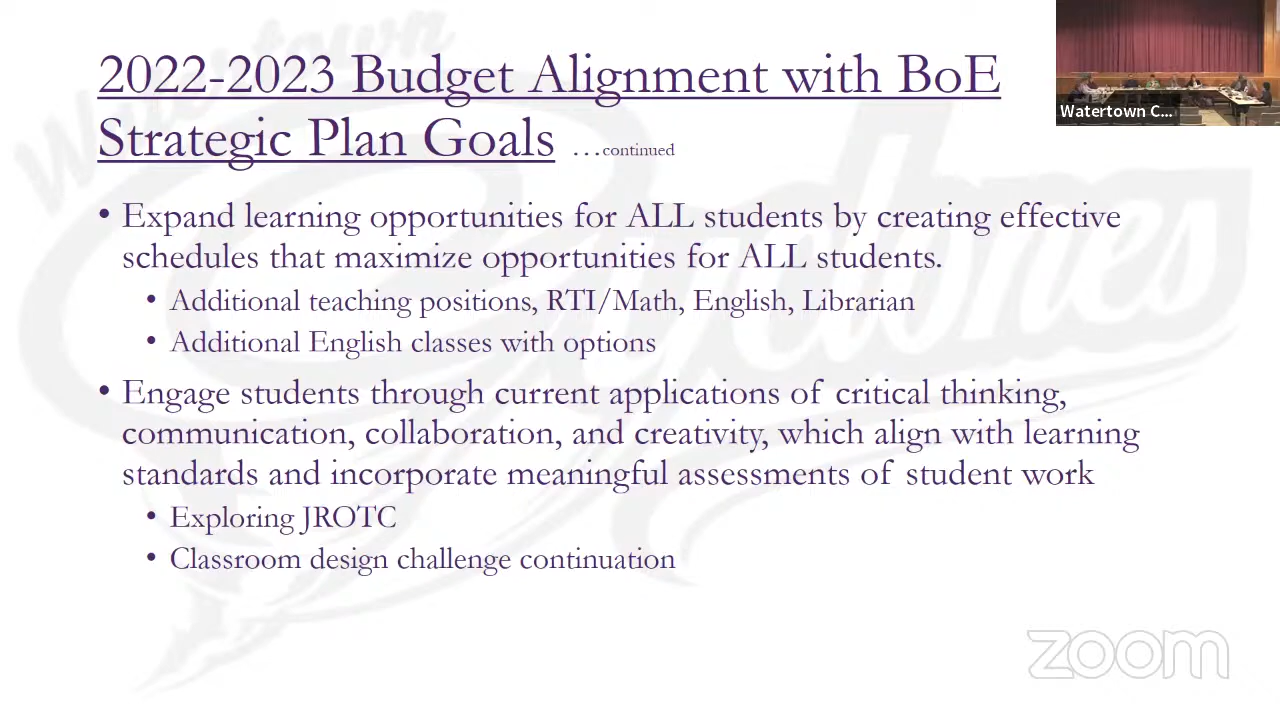 2022-2023 Budget Alignment with BoE
Strategic Plan Goals …continued
• Expand learning opportunities for ALL students by creating effective
schedules that maximize opportunities for ALL students.
• Additional teaching positions, RTI/Math, English, Librarian
• Additional English classes with options
• Engage students through current applications of critical thinking,
communication, collaboration, and creativity, which align with learning
standards and incorporate meaningful assessments of student work
• Exploring JROTC
• Classroom design challenge continuation
Watertown C...
Watertown
Cyclones
zoom